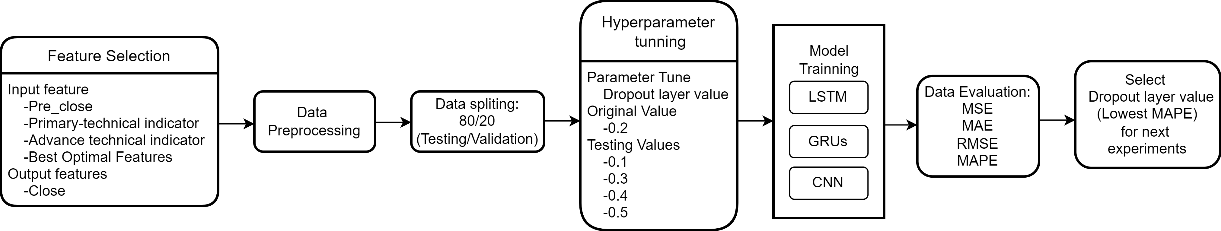 Feature Selection
Input feature
-Pre_close
-Primary-technical indicator
-Advance technical indicator
-Best Optimal Features
Output features
-Close
Data
Preprocessing
Data spliting:
80/20
(Testing/Validation)
Hyperparameter
tunning
Parameter Tune
Dropout layer value
Original Value
-0.2
Testing Values
-0.1
-0.3
-0.4
-0.5
Model
Trainning
LSTM
GRUs
CNN
Data Evaluation:
MSE
MAE
RMSE
MAPE
Select
Dropout layer value
(Lowest MAPE)
for next
experiments